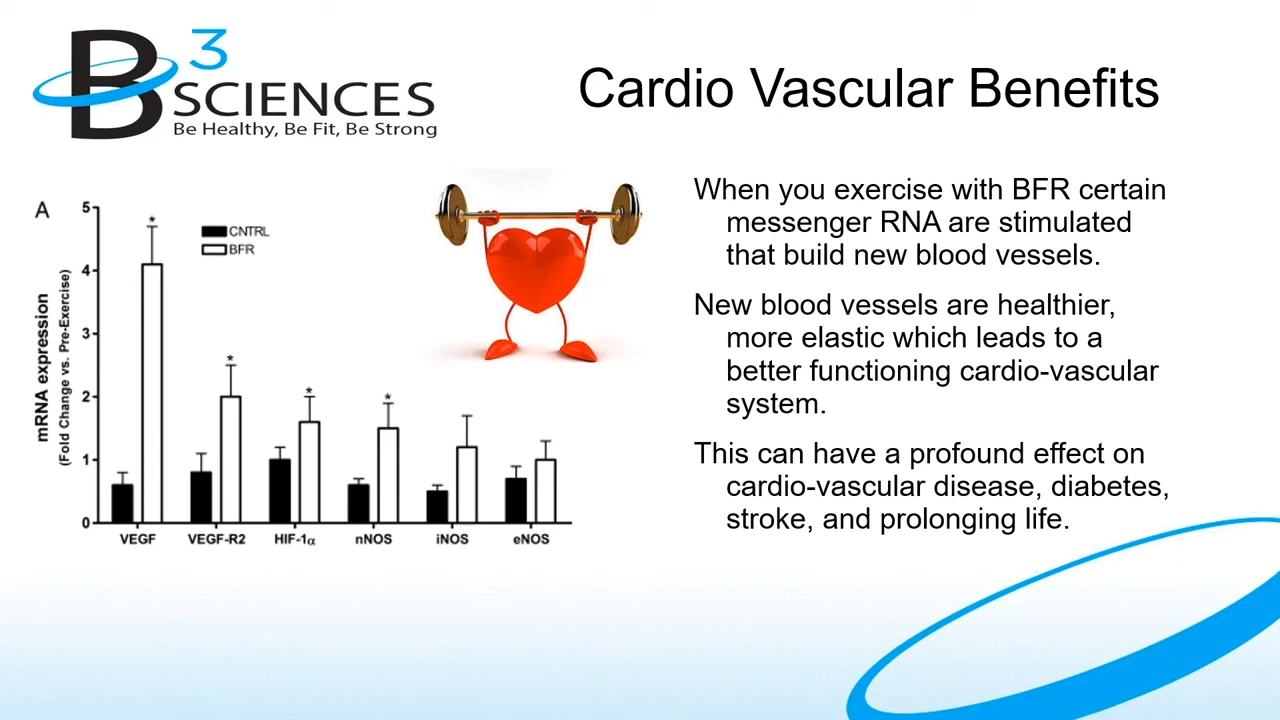 B 3
SCIENCES
Be Healthy, Be Fit, Be Strong
Cardio Vascular Benefits
A
mRNA expression
(Fold Change vs. Pre-Exercise)
5
4
3
2
1
0
*
*
*
*
CNTRL
BFR
VEGF VEGF-R2 HIF-1α nNOS iNOS eNOS
When you exercise with BFR certain
messenger RNA are stimulated
that build new blood vessels.
New blood vessels are healthier,
more elastic which leads to a
better functioning cardio-vascular
system.
This can have a profound effect on
cardio-vascular disease, diabetes,
stroke, and prolonging life.